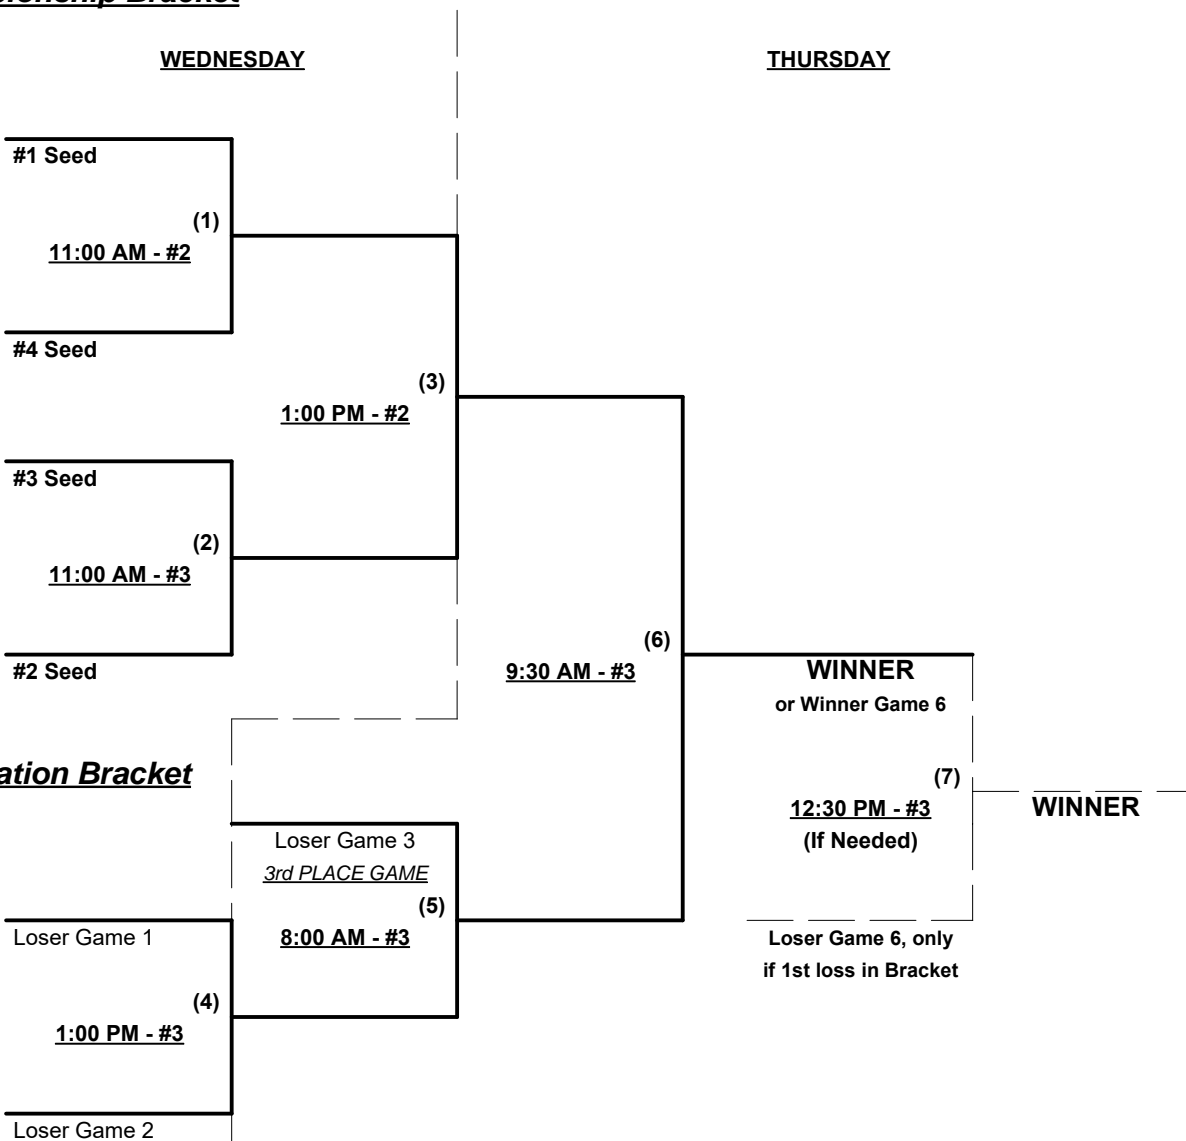 Bracket
WEDNESDAY
THURSDAY
#1 Seed
(1)
11:00 AM - #2
#4 Seed
(3)
1:00 PM - #2
#3 Seed
(2)
11:00 AM - #3
#2 Seed
(6)
9:30 AM - #3
WINNER
or Winner Game 6
Bracket
(7)
12:30 PM - #3
(If Needed)
WINNER
Loser Game 3
3rd PLACE GAME
(5)
8:00 AM - #3
Loser Game 1
Loser Game 6, only
if 1st loss in Bracket
(4)
1:00 PM - #3
Loser Game 2